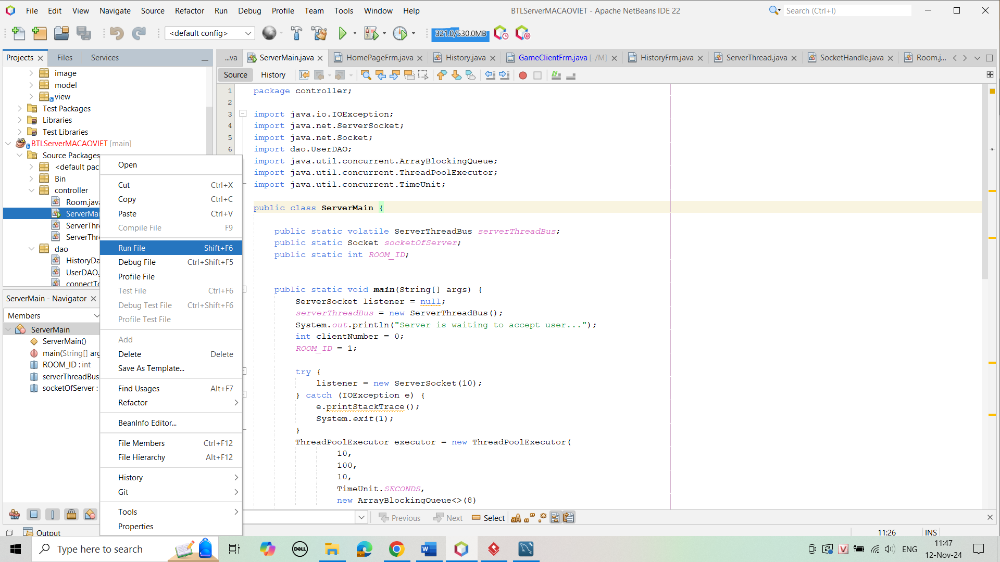 File Edit View Navigate Source Refactor Run Debug Profile Team Tools Window Help
BTLServerMACAOVIET - Apache NetBeans IDE 22
Search (Ctrl+I)
<default config>
321.0/530.0MB
Projects Files Services
...va ServerMain.java HomePageFrm.java History.java GameClientFrm.java [-/M] HistoryFrm.java ServerThread.java SocketHandle.java Room.j...
Source History
image
model
view
Test Packages
Libraries
Test Libraries
BTLServerMACAOVIET [main]
Source Packages
<default pac
Bin
controller
Room.java
ServerMai
ServerThre
ServerThre
dao
HistoryDa
UserDAO.
connectTo
Open
Cut Ctrl+X
Copy Ctrl+C
Paste Ctrl+V
Compile File F9
Run File Shift+F6
Debug File Ctrl+Shift+F5
Profile File
Test File Ctrl+F6
Debug Test File Ctrl+Shift+F6
Profile Test File
Add
Delete Delete
Save As Template...
Find Usages Alt+F7
Refactor
BeanInfo Editor...
File Members Ctrl+F12
File Hierarchy Alt+F12
History
Git
Tools
Properties
ServerMain - Navigator
Members
ServerMain
ServerMain()
main(String[] arg
ROOM_ID : int
serverThreadBus
socketOfServer :
1 package controller;
2
3 import java.io.IOException;
4 import java.net.ServerSocket;
5 import java.net.Socket;
6 import dao.UserDAO;
import java.util.concurrent.ArrayBlockingQueue;
import java.util.concurrent.ThreadPoolExecutor;
import java.util.concurrent.TimeUnit;
public class ServerMain {
public static volatile ServerThreadBus serverThreadBus;
public static Socket socketOfServer;
public static int ROOM_ID;
public static void main(String[] args) {
ServerSocket listener = null;
serverThreadBus = new ServerThreadBus();
System.out.println("Server is waiting to accept user...");
int clientNumber = 0;
ROOM_ID = 1;
try {
listener = new ServerSocket(10);
} catch (IOException e) {
e.printStackTrace();
System.exit(1);
}
ThreadPoolExecutor executor = new ThreadPoolExecutor(
10,
100,
10,
TimeUnit.SECONDS,
new ArrayBlockingQueue<>(8)
Previous Next Select
Output
11:26 INS
Type here to search
DELL
ENG
11:47
12-Nov-24